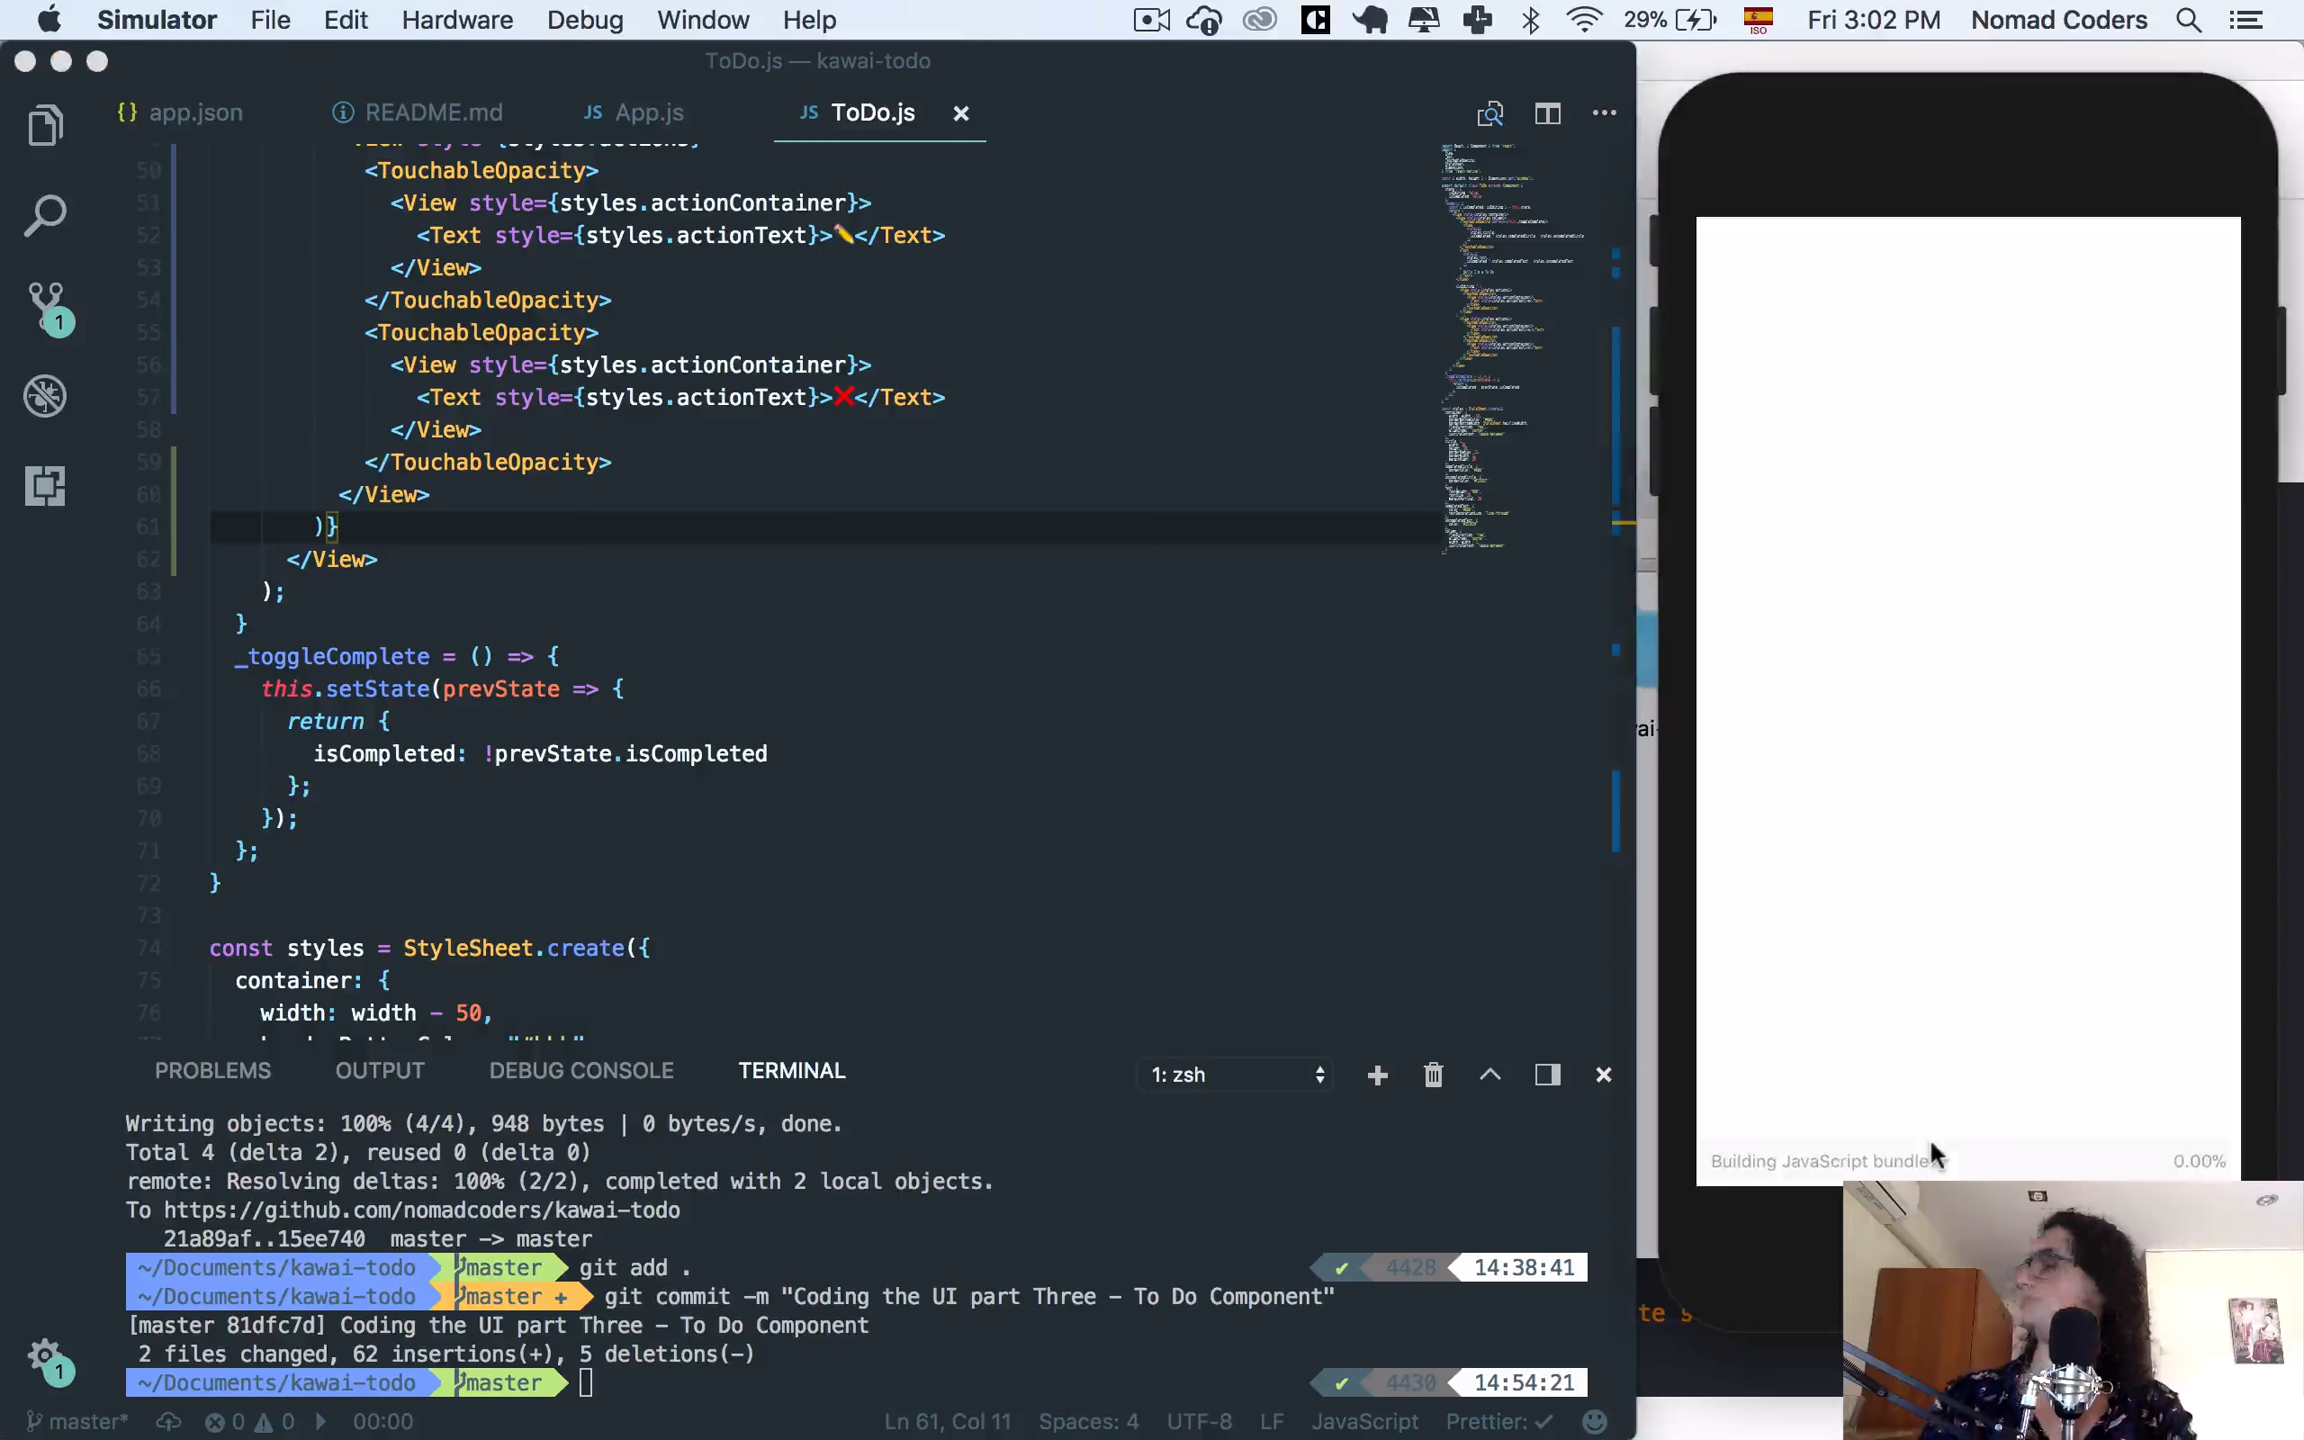 Simulator File Edit Hardware Debug Window Help 29% ISO Fri 3:02 PM Nomad Coders
ToDo.js — kawai-todo
{} app.json README.md JS App.js JS ToDo.js
50 <TouchableOpacity>
51 <View style={styles.actionContainer}>
52 <Text style={styles.actionText}>✏️</Text>
53 </View>
54 </TouchableOpacity>
55 <TouchableOpacity>
56 <View style={styles.actionContainer}>
57 <Text style={styles.actionText}>❌</Text>
58 </View>
59 </TouchableOpacity>
60 </View>
61 )}
62 </View>
63 );
64 }
65 _toggleComplete = () => {
66 this.setState(prevState => {
67 return {
68 isCompleted: !prevState.isCompleted
69 };
70 });
71 };
72 }
73
74 const styles = StyleSheet.create({
75 container: {
76 width: width - 50,
PROBLEMS OUTPUT DEBUG CONSOLE TERMINAL 1: zsh
Writing objects: 100% (4/4), 948 bytes | 0 bytes/s, done.
Total 4 (delta 2), reused 0 (delta 0)
remote: Resolving deltas: 100% (2/2), completed with 2 local objects.
To https://github.com/nomadcoders/kawai-todo
21a89af..15ee740 master -> master
~/Documents/kawai-todo master git add . ✔ 4428 14:38:41
~/Documents/kawai-todo master + git commit -m "Coding the UI part Three - To Do Component"
[master 81dfc7d] Coding the UI part Three - To Do Component
2 files changed, 62 insertions(+), 5 deletions(-)
~/Documents/kawai-todo master ✔ 4430 14:54:21
master* 0 0 00:00 Ln 61, Col 11 Spaces: 4 UTF-8 LF JavaScript Prettier: ✓
1
1
Building JavaScript bundle 0.00%
te s